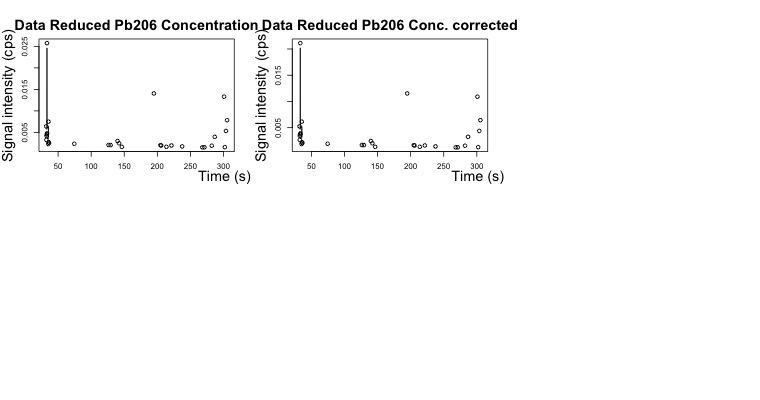 Data Reduced Pb206 Concentration
Signal intensity (cps)
0.005 0.015 0.025
50 100 150 200 250 300
Time (s)
Data Reduced Pb206 Conc. corrected
Signal intensity (cps)
0.005 0.015
50 100 150 200 250 300
Time (s)